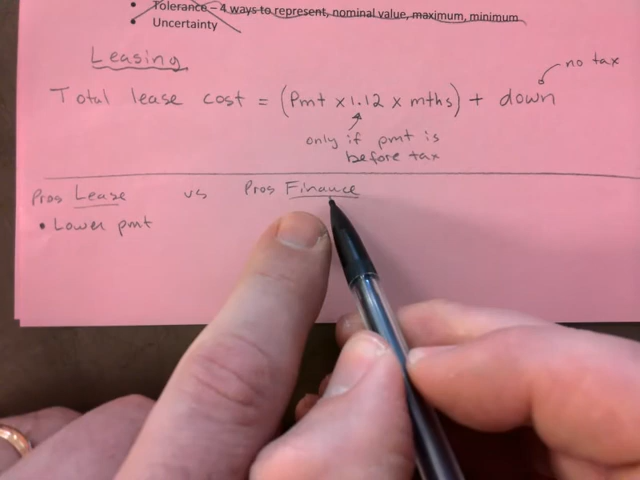 • Tolerance – 4 ways to represent, nominal value, maximum, minimum
• Uncertainty
Leasing
no tax
Total lease cost = (Pmt x 1.12 x mths) + down
only if pmt is
before tax
Pros Lease vs Pros Finance
• Lower pmt